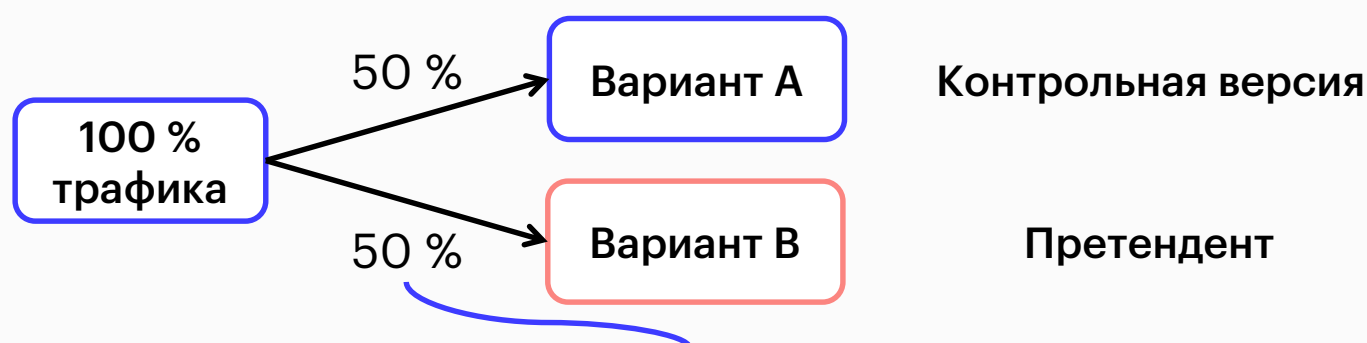 50 %
Вариант A
Контрольная версия
100 %
трафика
50 %
Вариант B
Претендент